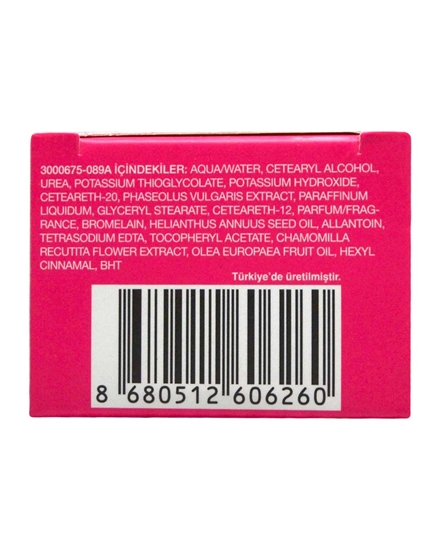 3000675-089A İÇİNDEKİLER: AQUA/WATER, CETEARYL ALCOHOL,
UREA, POTASSIUM THIOGLYCOLATE, POTASSIUM HYDROXIDE,
CETEARETH-20, PHASEOLUS VULGARIS EXTRACT, PARAFFINUM
LIQUIDUM, GLYCERYL STEARATE, CETEARETH-12, PARFUM/FRAG-
RANCE, BROMELAIN, HELIANTHUS ANNUUS SEED OIL, ALLANTOIN,
TETRASODIUM EDTA, TOCOPHERYL ACETATE, CHAMOMILLA
RECUTITA FLOWER EXTRACT, OLEA EUROPAEA FRUIT OIL, HEXYL
CINNAMAL, BHT
Türkiye'de üretilmiştir.
8 680512 606260